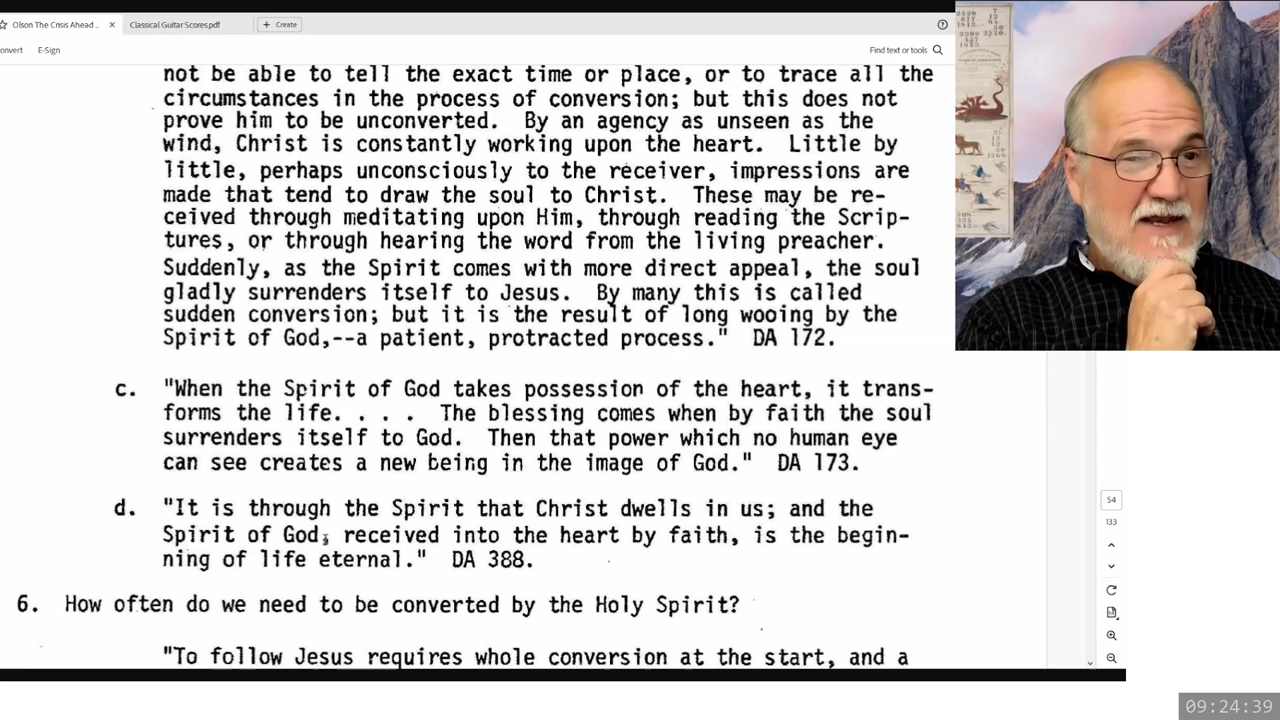 Olson The Crisis Ahead ...
Classical Guitar Scores.pdf
Create
onvert
E-Sign
Find text or tools
not be able to tell the exact time or place, or to trace all the
circumstances in the process of conversion; but this does not
prove him to be unconverted. By an agency as unseen as the
wind, Christ is constantly working upon the heart. Little by
little, perhaps unconsciously to the receiver, impressions are
made that tend to draw the soul to Christ. These may be re-
ceived through meditating upon Him, through reading the Scrip-
tures, or through hearing the word from the living preacher.
Suddenly, as the Spirit comes with more direct appeal, the soul
gladly surrenders itself to Jesus. By many this is called
sudden conversion; but it is the result of long wooing by the
Spirit of God,--a patient, protracted process." DA 172.
c. "When the Spirit of God takes possession of the heart, it trans-
forms the life. . . . The blessing comes when by faith the soul
surrenders itself to God. Then that power which no human eye
can see creates a new being in the image of God." DA 173.
d. "It is through the Spirit that Christ dwells in us; and the
Spirit of God, received into the heart by faith, is the begin-
ning of life eternal." DA 388.
6. How often do we need to be converted by the Holy Spirit?
"To follow Jesus requires whole conversion at the start, and a
54
133
09:24:39